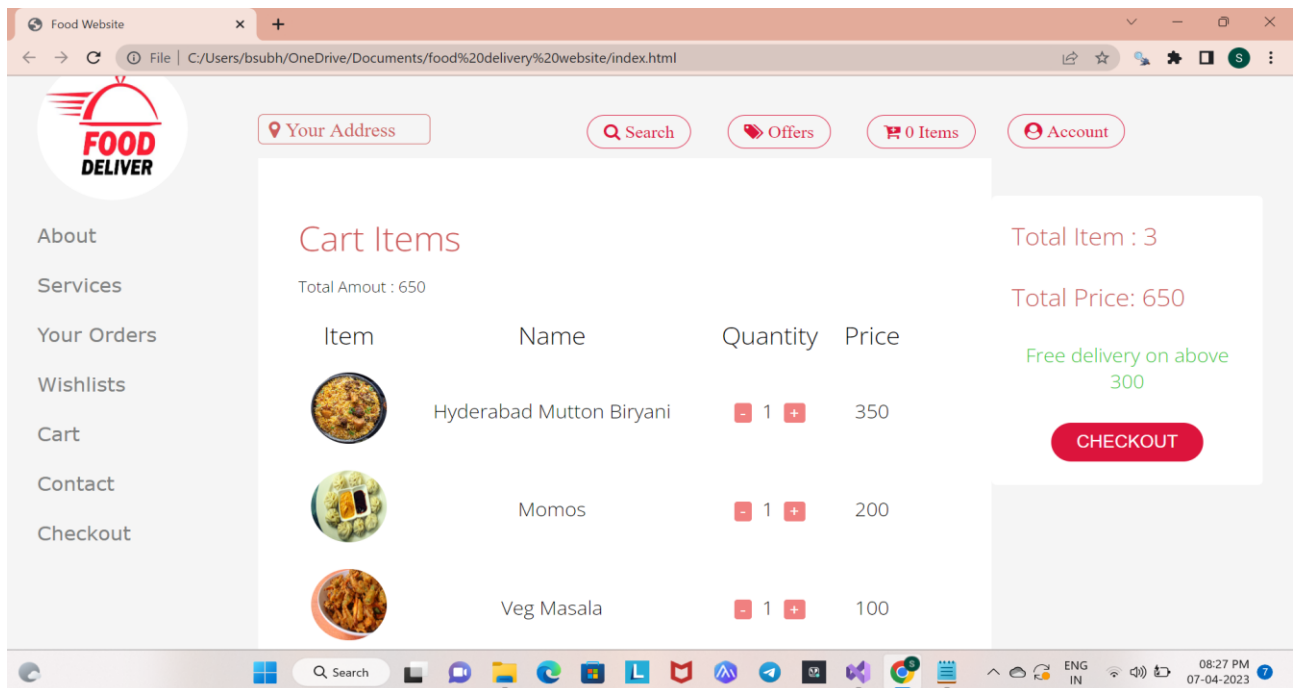 Food Website
File
C:/Users/bsubh/OneDrive/Documents/food%20delivery%20website/index.html
S
FOOD
DELIVER
Your Address
Search
Offers
0 Items
Account
About
Services
Your Orders
Wishlists
Cart
Contact
Checkout
Cart Items
Total Amout : 650
Item Name Quantity Price
Hyderabad Mutton Biryani - 1 + 350
Momos - 1 + 200
Veg Masala - 1 + 100
Total Item : 3
Total Price: 650
Free delivery on above
300
CHECKOUT
Search
L
S
ENG
IN
08:27 PM
07-04-2023
7